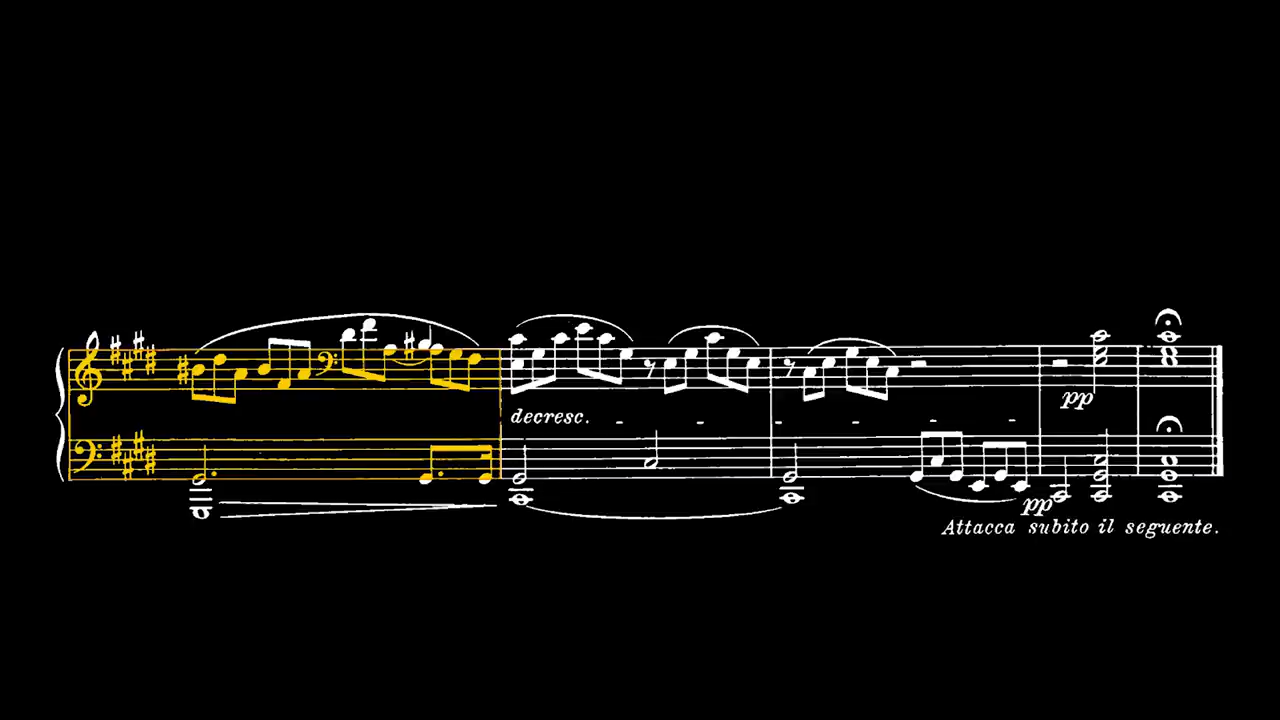 decresc.
pp
pp
Attacca subito il seguente.